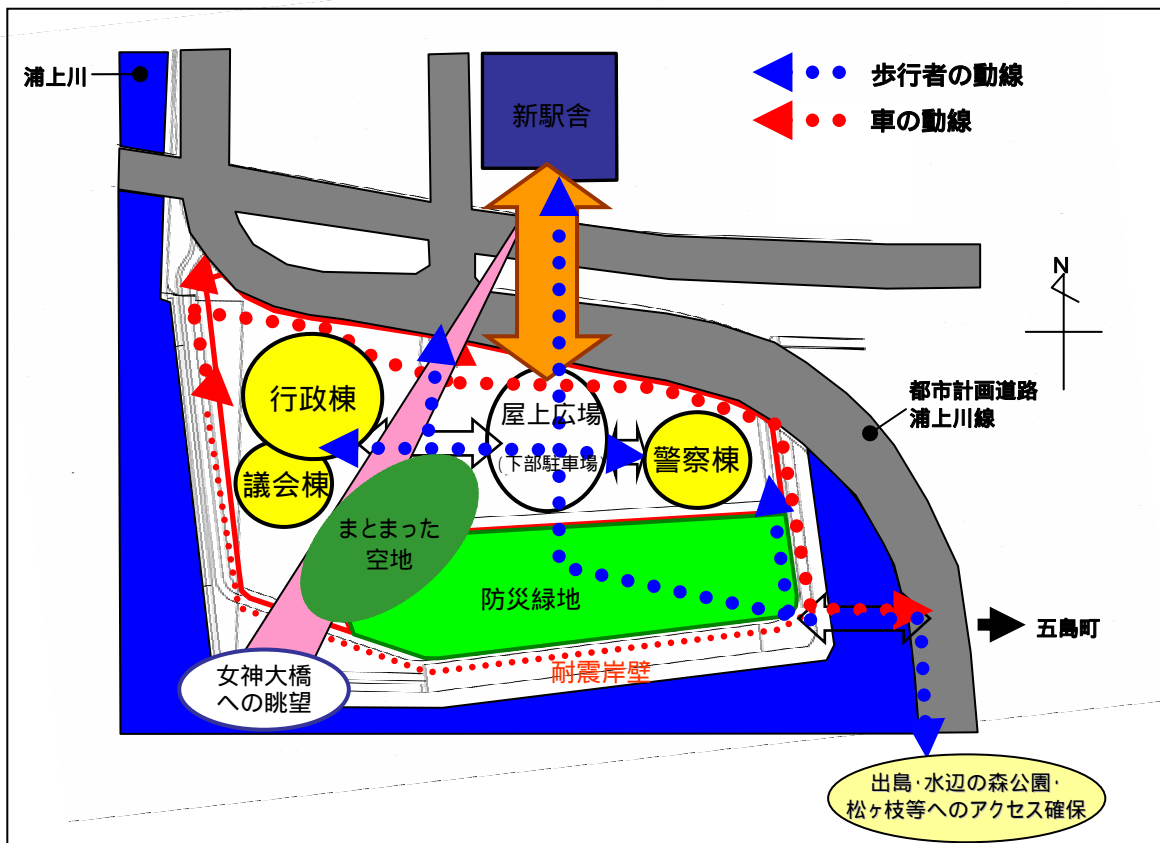 浦上川
新駅舎
歩行者の動線
車の動線
N
都市計画道路
浦上川線
行政棟
屋上広場
(下部駐車場)
警察棟
議会棟
まとまった
空地
防災緑地
五島町
耐震岸壁
女神大橋
への眺望
出島・水辺の森公園・
松ヶ枝等へのアクセス確保